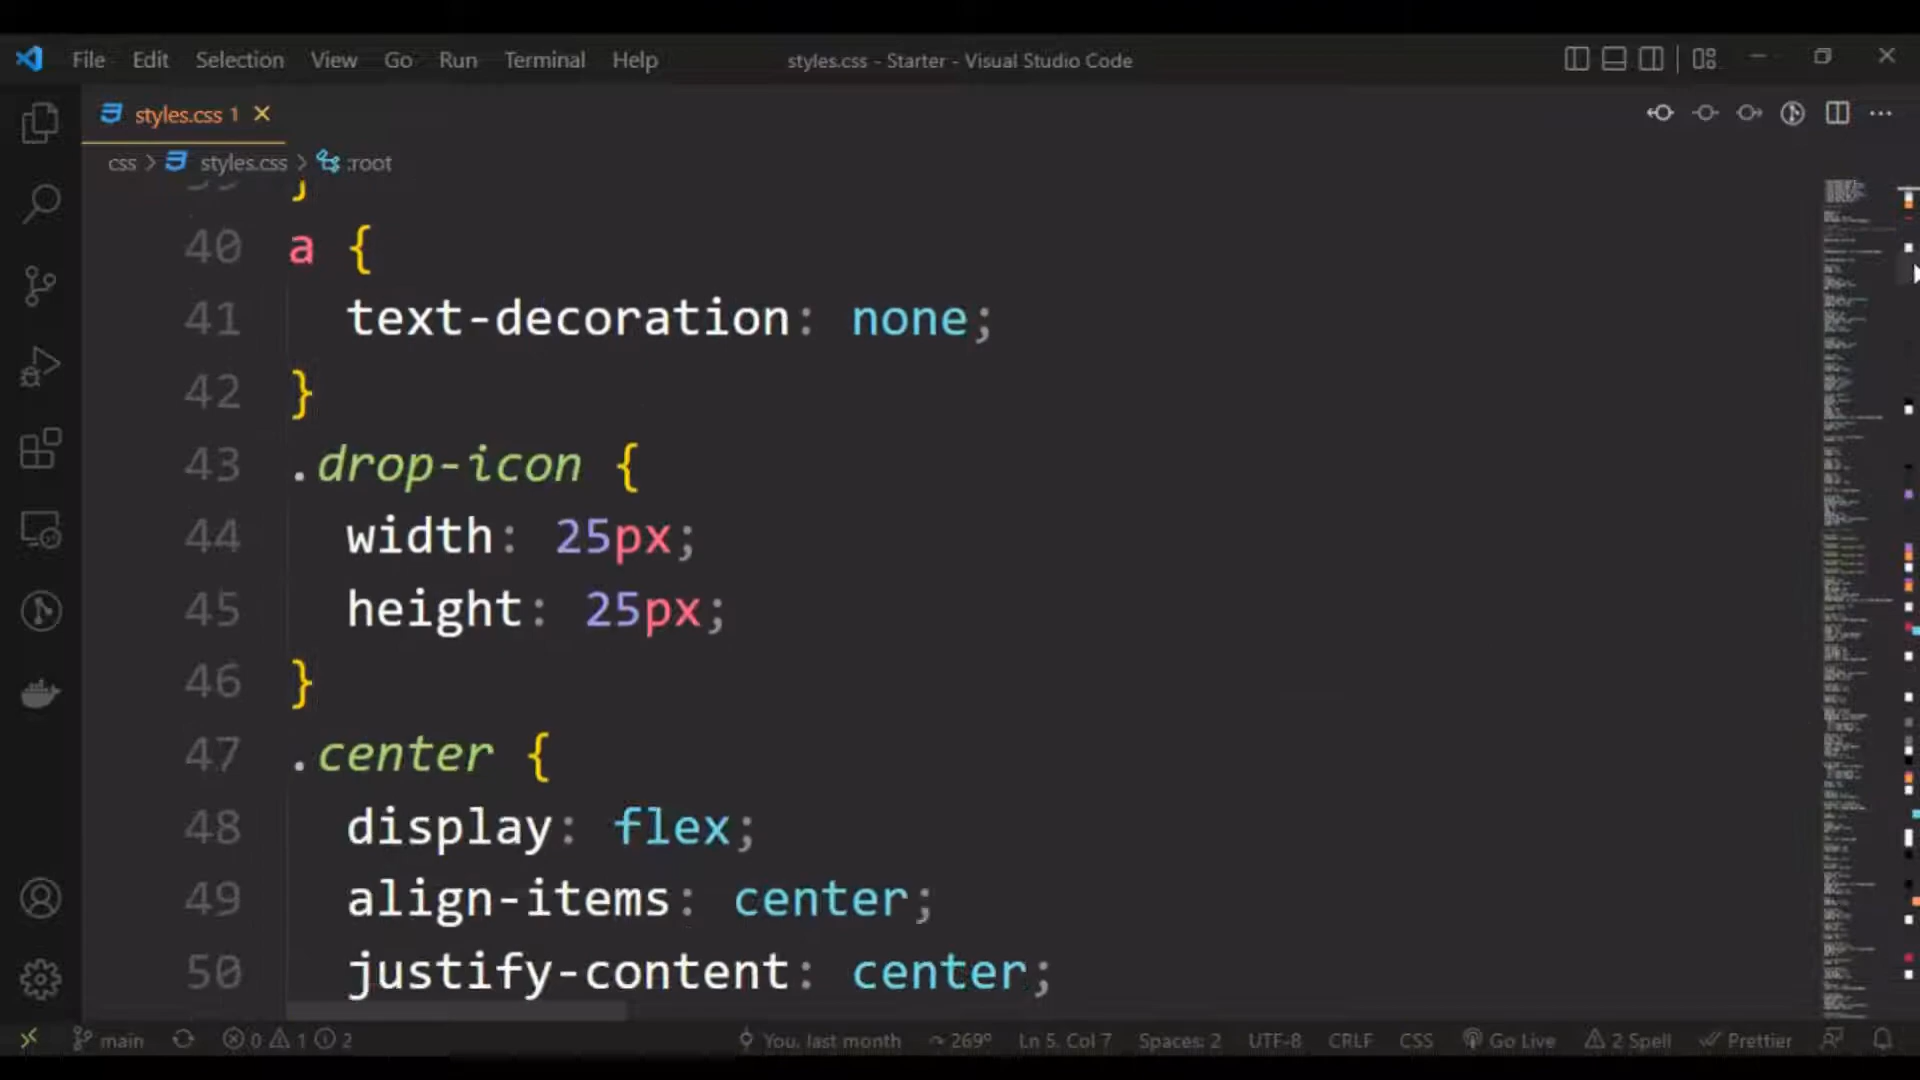 File Edit Selection View Go Run Terminal Help styles.css - Starter - Visual Studio Code
styles.css 1
css > styles.css > :root
}
40 a {
41 text-decoration: none;
42 }
43 .drop-icon {
44 width: 25px;
45 height: 25px;
46 }
47 .center {
48 display: flex;
49 align-items: center;
50 justify-content: center;
main 0 1 2 You, last month 269° Ln 5, Col 7 Spaces: 2 UTF-8 CRLF CSS Go Live 2 Spell Prettier